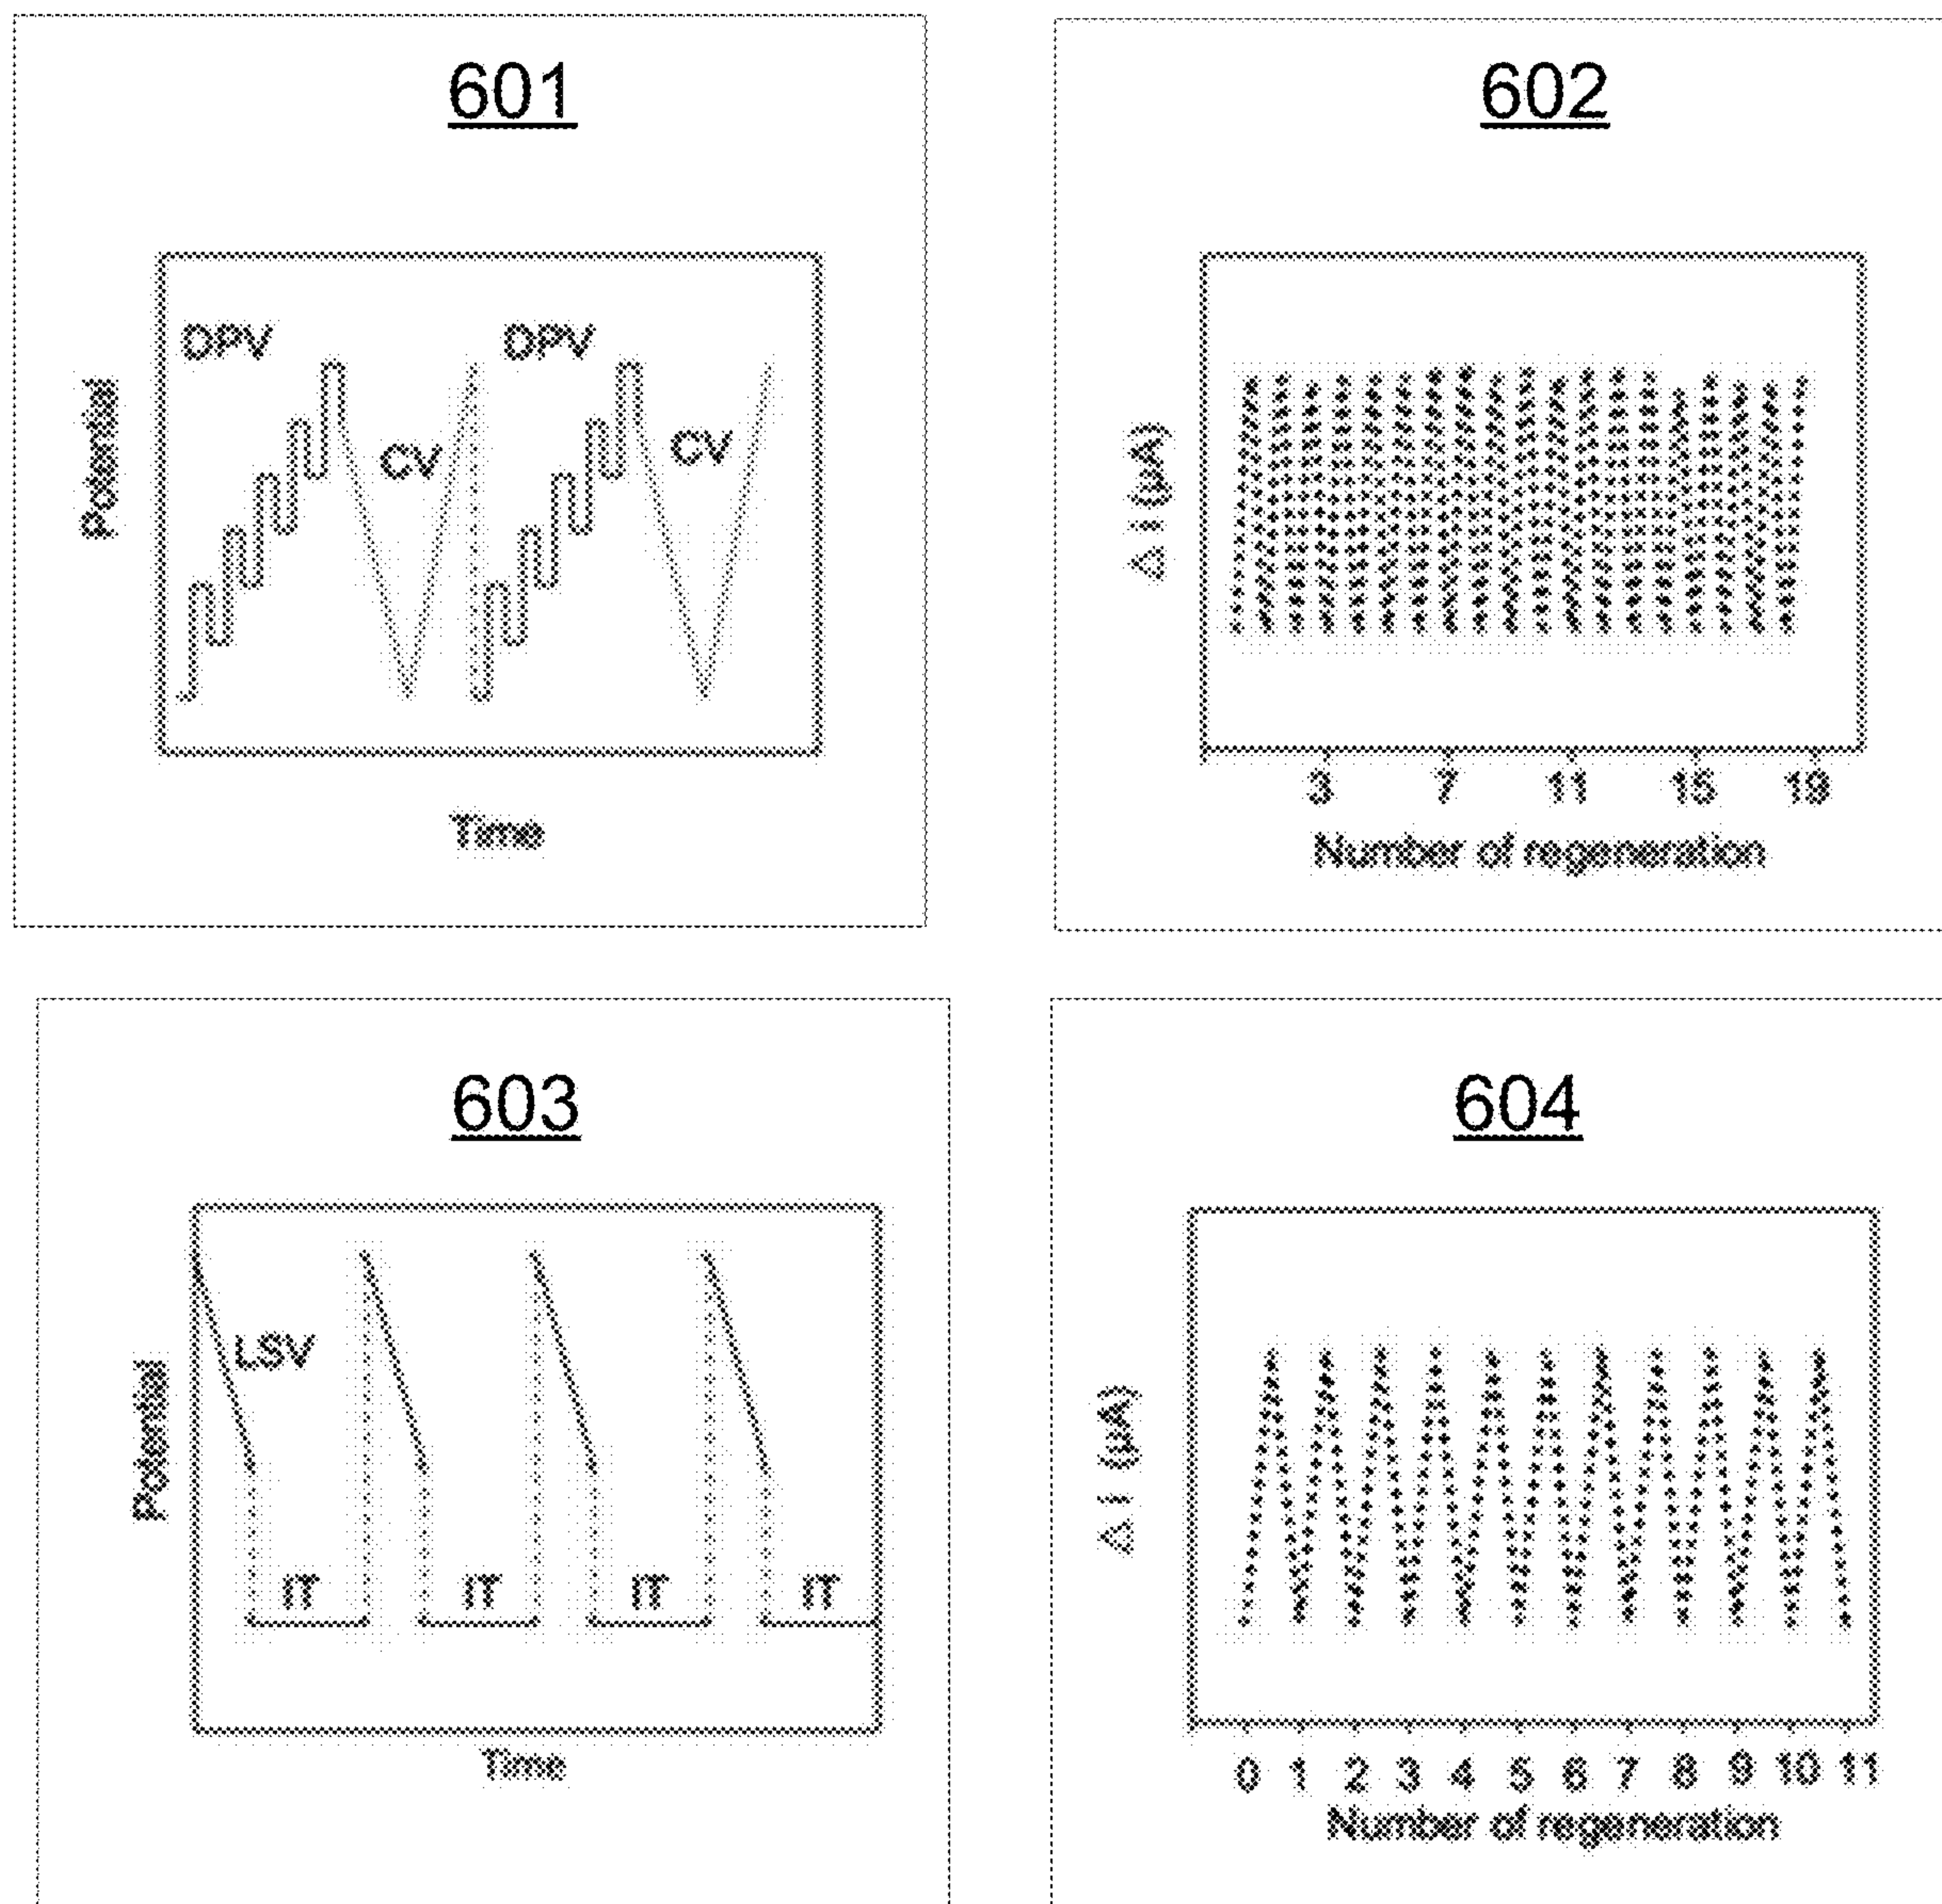 601
DPV
DPV
CV
CV
Potential
Time
602
Δ i (µA)
3 7 11 15 19
Number of regeneration
603
LSV
IT IT IT IT
Potential
Time
604
Δ i (µA)
0 1 2 3 4 5 6 7 8 9 10 11
Number of regeneration